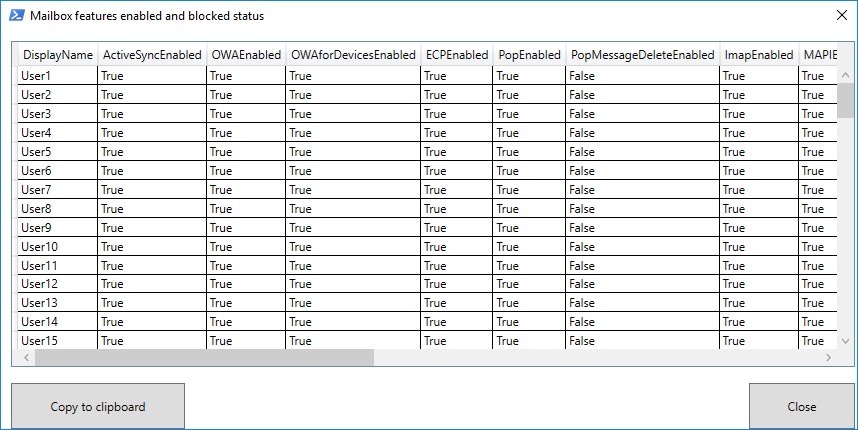 Mailbox features enabled and blocked status
DisplayName ActiveSyncEnabled OWAEnabled OWAforDevicesEnabled ECPEnabled PopEnabled PopMessageDeleteEnabled ImapEnabled MAPIE
User1 True True True True True False True True
User2 True True True True True False True True
User3 True True True True True False True True
User4 True True True True True False True True
User5 True True True True True False True True
User6 True True True True True False True True
User7 True True True True True False True True
User8 True True True True True False True True
User9 True True True True True False True True
User10 True True True True True False True True
User11 True True True True True False True True
User12 True True True True True False True True
User13 True True True True True False True True
User14 True True True True True False True True
User15 True True True True True False True True
Copy to clipboard Close